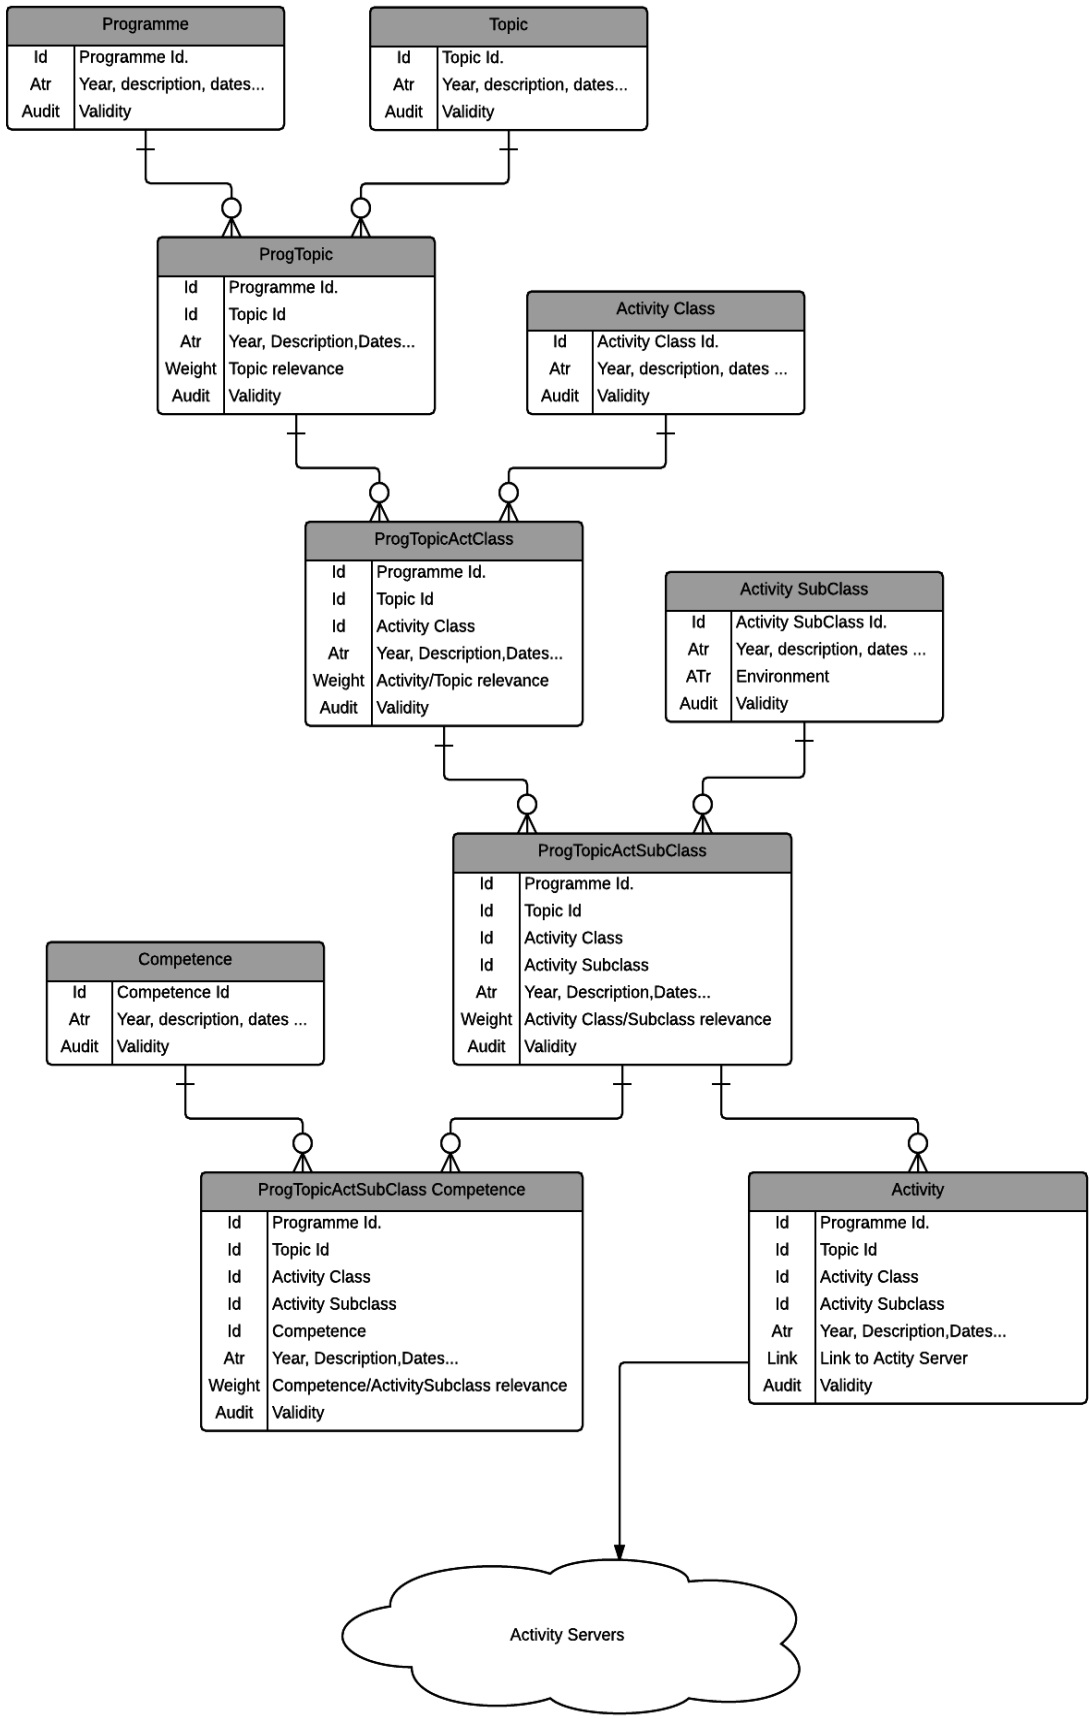 Programme
Id Programme Id.
Atr Year, description, dates...
Audit Validity
Topic
Id Topic Id.
Atr Year, description, dates...
Audit Validity
ProgTopic
Id Programme Id.
Id Topic Id
Atr Year, Description,Dates...
Weight Topic relevance
Audit Validity
Activity Class
Id Activity Class Id.
Atr Year, description, dates ...
Audit Validity
ProgTopicActClass
Id Programme Id.
Id Topic Id
Id Activity Class
Atr Year, Description,Dates...
Weight Activity/Topic relevance
Audit Validity
Activity SubClass
Id Activity SubClass Id.
Atr Year, description, dates ...
ATr Environment
Audit Validity
ProgTopicActSubClass
Id Programme Id.
Id Topic Id
Id Activity Class
Id Activity Subclass
Atr Year, Description,Dates...
Weight Activity Class/Subclass relevance
Audit Validity
Competence
Id Competence Id
Atr Year, description, dates ...
Audit Validity
ProgTopicActSubClass Competence
Id Programme Id.
Id Topic Id
Id Activity Class
Id Activity Subclass
Id Competence
Atr Year, Description,Dates...
Weight Competence/ActivitySubclass relevance
Audit Validity
Activity
Id Programme Id.
Id Topic Id
Id Activity Class
Id Activity Subclass
Atr Year, Description,Dates...
Link Link to Actity Server
Audit Validity
Activity Servers